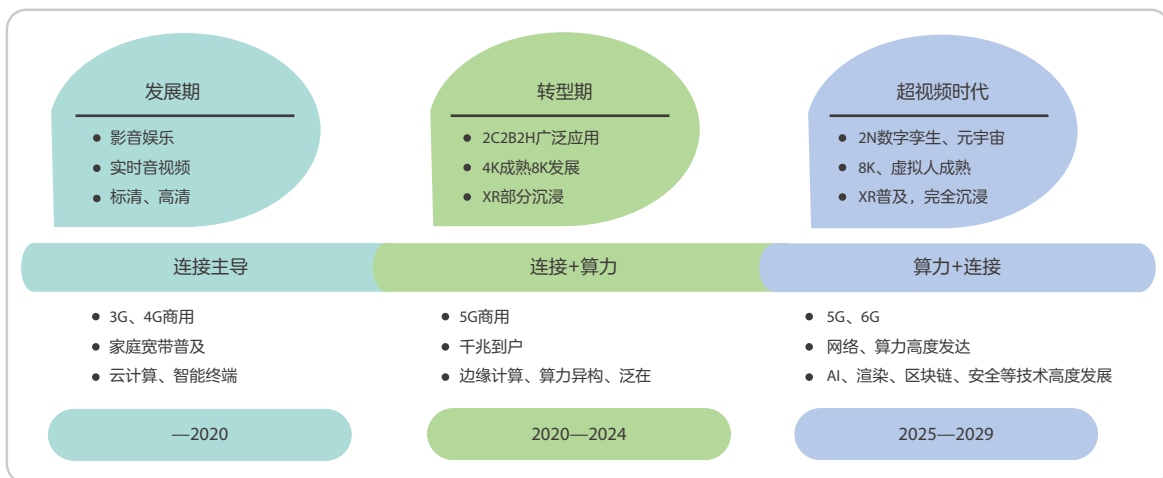 发展期
● 影音娱乐
● 实时音视频
● 标清、高清
转型期
● 2C2B2H广泛应用
● 4K成熟8K发展
● XR部分沉浸
超视频时代
● 2N数字孪生、元宇宙
● 8K、虚拟人成熟
● XR普及，完全沉浸
连接主导
连接+算力
算力+连接
● 3G、4G商用
● 家庭宽带普及
● 云计算、智能终端
● 5G商用
● 千兆到户
● 边缘计算、算力异构、泛在
● 5G、6G
● 网络、算力高度发达
● AI、渲染、区块链、安全等技术高度发展
—2020
2020—2024
2025—2029